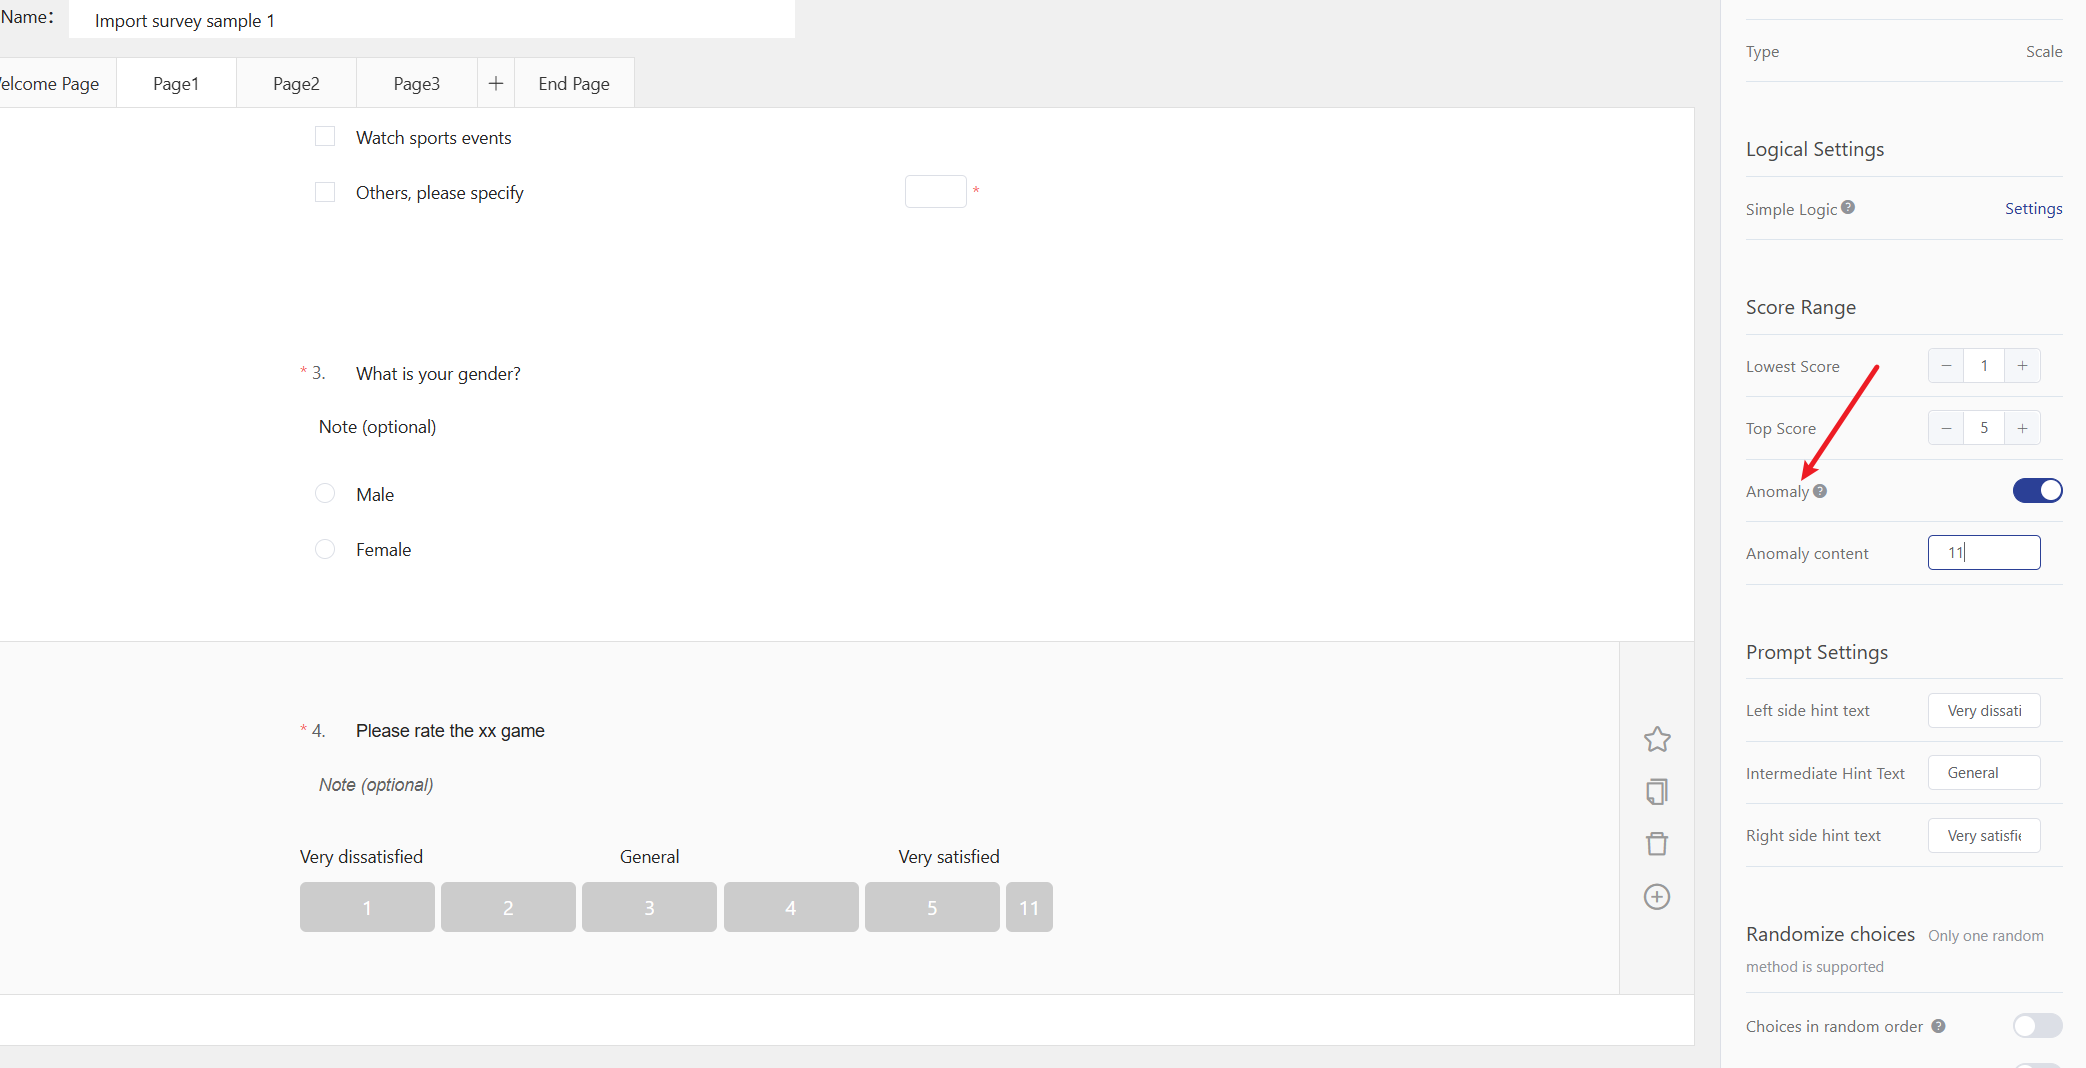 Name：
Import survey sample 1
elcome Page
Page1
Page2
Page3
+
End Page
Watch sports events
Others, please specify
*
* 3. What is your gender?
Note (optional)
Male
Female
* 4. Please rate the xx game
Note (optional)
Very dissatisfied General Very satisfied
1 2 3 4 5 11
Type Scale
Logical Settings
Simple Logic ? Settings
Score Range
Lowest Score − 1 +
Top Score − 5 +
Anomaly ?
Anomaly content 11
Prompt Settings
Left side hint text Very dissati
Intermediate Hint Text General
Right side hint text Very satisfi
Randomize choices Only one random
method is supported
Choices in random order ?